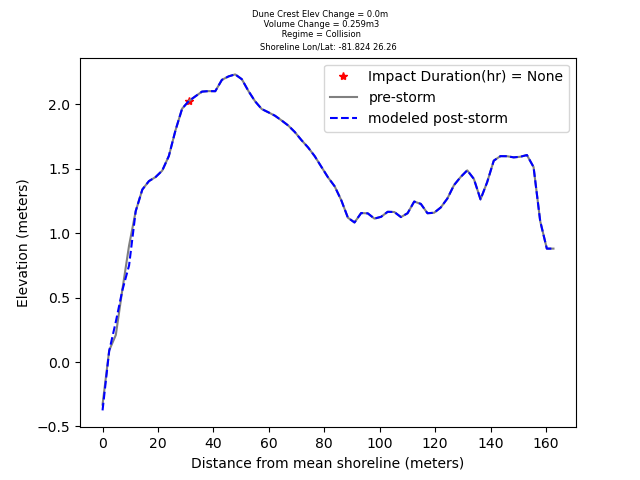 Dune Crest Elev Change = 0.0m
Volume Change = 0.259m3
Regime = Collision
Shoreline Lon/Lat: -81.824 26.26
Impact Duration(hr) = None
pre-storm
modeled post-storm
Elevation (meters)
2.0
1.5
1.0
0.5
0.0
−0.5
0 20 40 60 80 100 120 140 160
Distance from mean shoreline (meters)